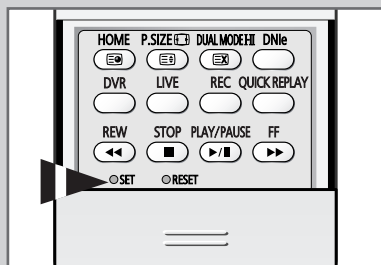 HOME P.SIZE DUAL MODE I-II DNIe
DVR LIVE REC QUICK REPLAY
REW STOP PLAY/PAUSE FF
SET RESET